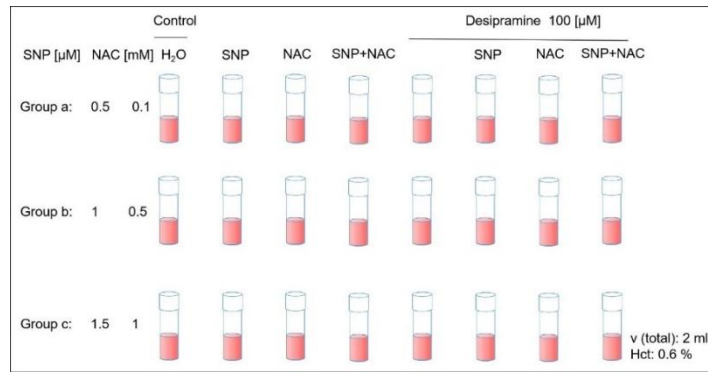 Control Desipramine 100 [µM]
SNP [µM] NAC [mM] H₂O SNP NAC SNP+NAC SNP NAC SNP+NAC
Group a: 0.5 0.1
Group b: 1 0.5
Group c: 1.5 1
v (total): 2 ml
Hct: 0.6 %